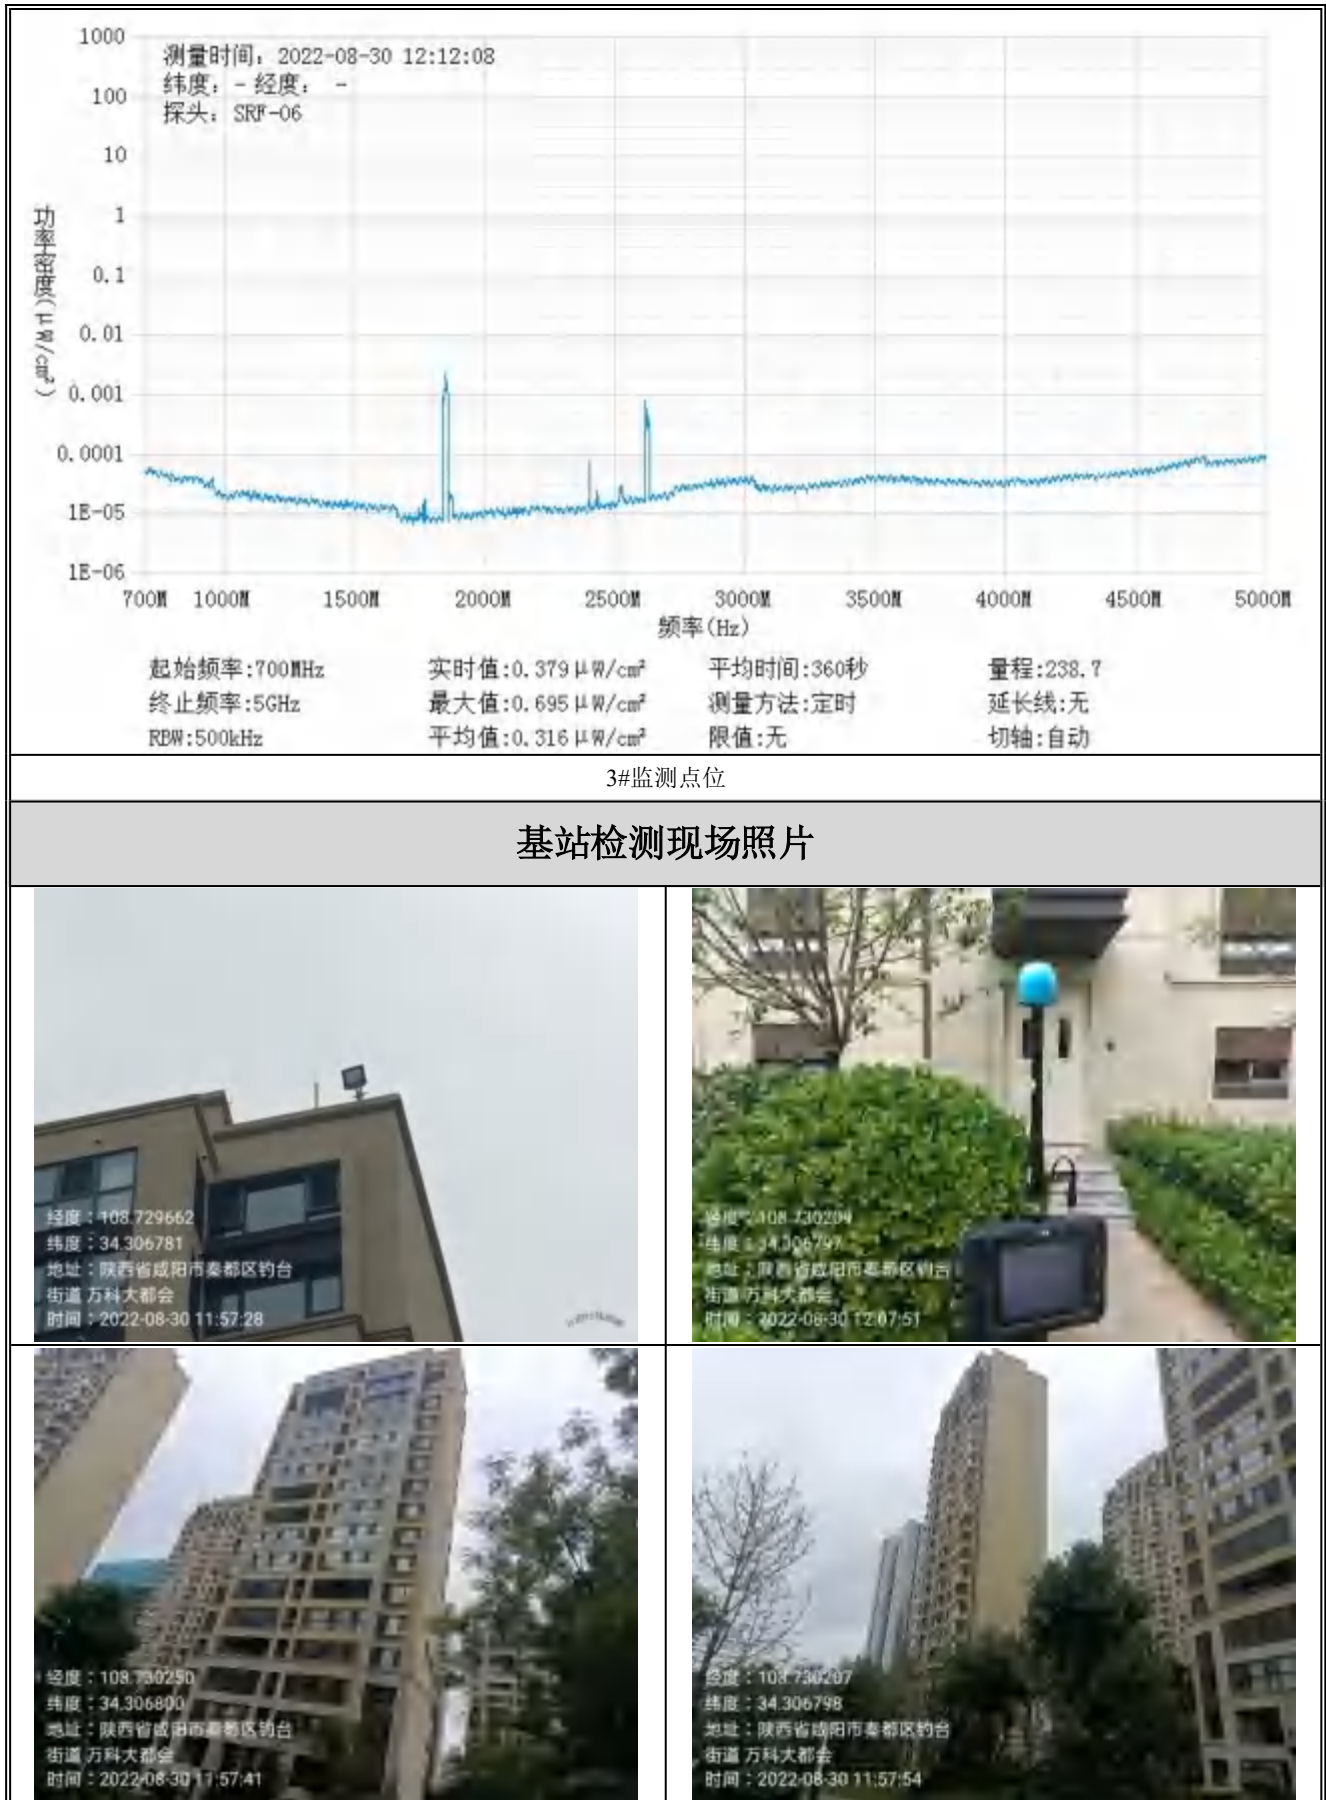 测量时间：2022-08-30 12:12:08
纬度：- 经度： -
探头：SRF-06
功率密度(μW/cm²)
1000
100
10
1
0.1
0.01
0.001
0.0001
1E-05
1E-06
700M 1000M 1500M 2000M 2500M 3000M 3500M 4000M 4500M 5000M
频率(Hz)
起始频率:700MHz 实时值:0.379μW/cm² 平均时间:360秒 量程:238.7
终止频率:5GHz 最大值:0.695μW/cm² 测量方法:定时 延长线:无
RBW:500kHz 平均值:0.316μW/cm² 限值:无 切轴:自动
3#监测点位
基站检测现场照片
经度：108.729662
纬度：34.306781
地址：陕西省咸阳市秦都区钓台
街道 万科大都会
时间：2022-08-30 11:57:28
经度：108.730209
纬度：34.306797
地址：陕西省咸阳市秦都区钓台
街道 万科大都会
时间：2022-08-30 12:07:51
经度：108.730250
纬度：34.306800
地址：陕西省咸阳市秦都区钓台
街道 万科大都会
时间：2022-08-30 11:57:41
经度：108.730207
纬度：34.306798
地址：陕西省咸阳市秦都区钓台
街道 万科大都会
时间：2022-08-30 11:57:54